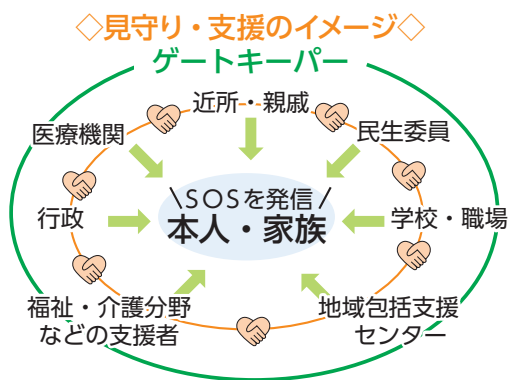 ◇見守り・支援のイメージ◇
ゲートキーパー
近所・親戚
医療機関
民生委員
\SOSを発信/
本人・家族
行政
学校・職場
福祉・介護分野
などの支援者
地域包括支援
センター